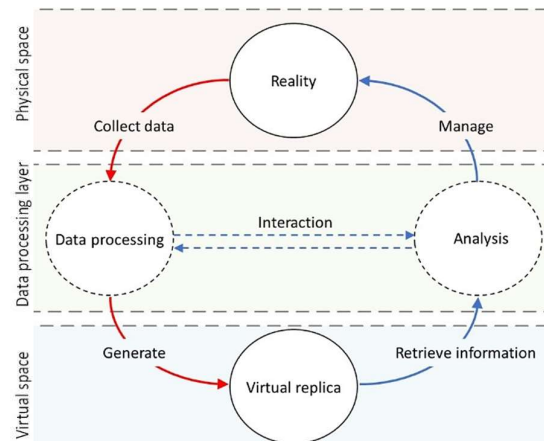 Physical space
Reality
Collect data
Manage
Data processing layer
Data processing
Interaction
Analysis
Virtual space
Generate
Retrieve information
Virtual replica